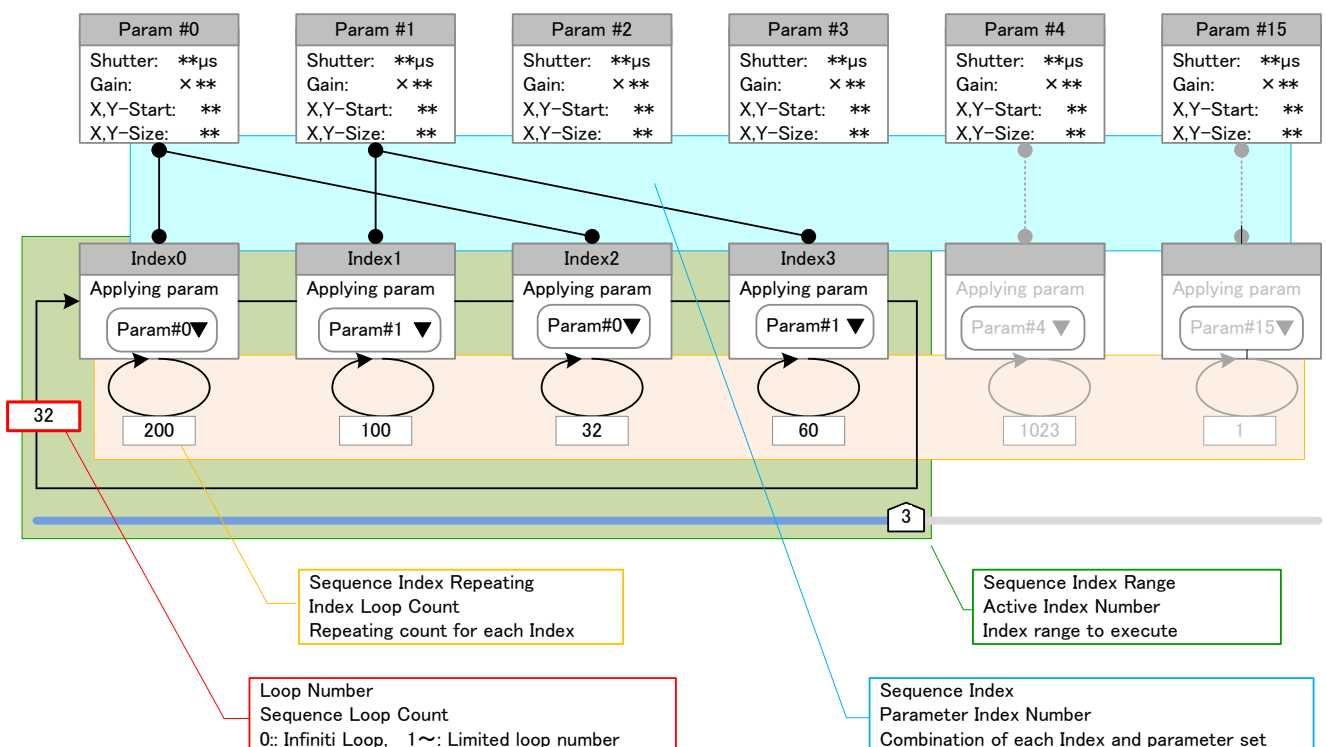 Param #0
Shutter: **μs
Gain: ×**
X,Y-Start: **
X,Y-Size: **
Param #1
Shutter: **μs
Gain: ×**
X,Y-Start: **
X,Y-Size: **
Param #2
Shutter: **μs
Gain: ×**
X,Y-Start: **
X,Y-Size: **
Param #3
Shutter: **μs
Gain: ×**
X,Y-Start: **
X,Y-Size: **
Param #4
Shutter: **μs
Gain: ×**
X,Y-Start: **
X,Y-Size: **
Param #15
Shutter: **μs
Gain: ×**
X,Y-Start: **
X,Y-Size: **
Index0
Applying param
Param#0▼
Index1
Applying param
Param#1 ▼
Index2
Applying param
Param#0▼
Index3
Applying param
Param#1 ▼
Applying param
Param#4 ▼
Applying param
Param#15▼
32
200
100
32
60
1023
1
3
Sequence Index Repeating
Index Loop Count
Repeating count for each Index
Sequence Index Range
Active Index Number
Index range to execute
Loop Number
Sequence Loop Count
0:: Infiniti Loop, 1～: Limited loop number
Sequence Index
Parameter Index Number
Combination of each Index and parameter set